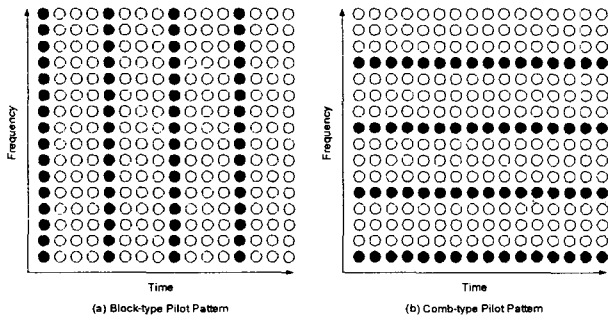 Frequency
Time
(a) Block-type Pilot Pattern
Frequency
Time
(b) Comb-type Pilot Pattern